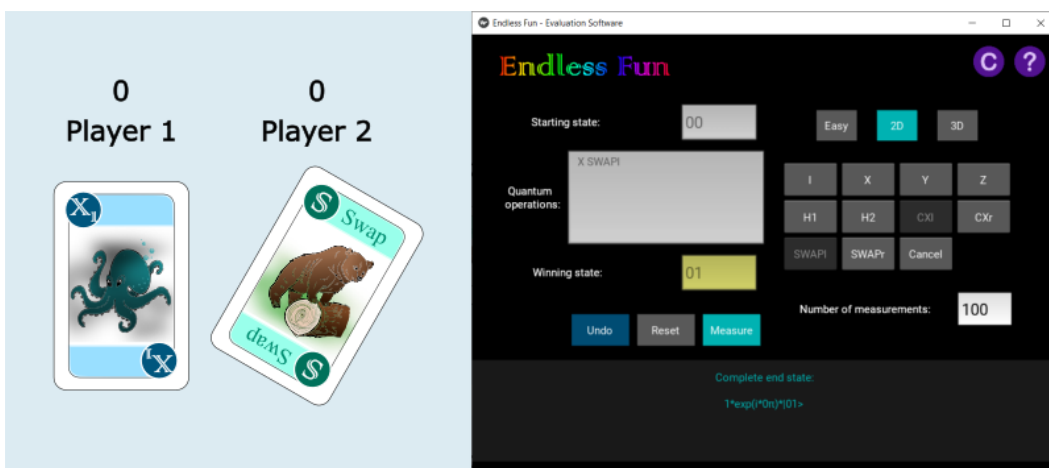 0 0
Player 1 Player 2
X1
X1
S Swap
Swap S
Endless Fun - Evaluation Software
Endless Fun
C ?
Starting state: 00
Easy 2D 3D
Quantum operations:
X SWAPl
I X Y Z
H1 H2 CXl CXr
SWAPl SWAPr Cancel
Winning state: 01
Number of measurements: 100
Undo Reset Measure
Complete end state:
1*exp(i*0π)*|01>